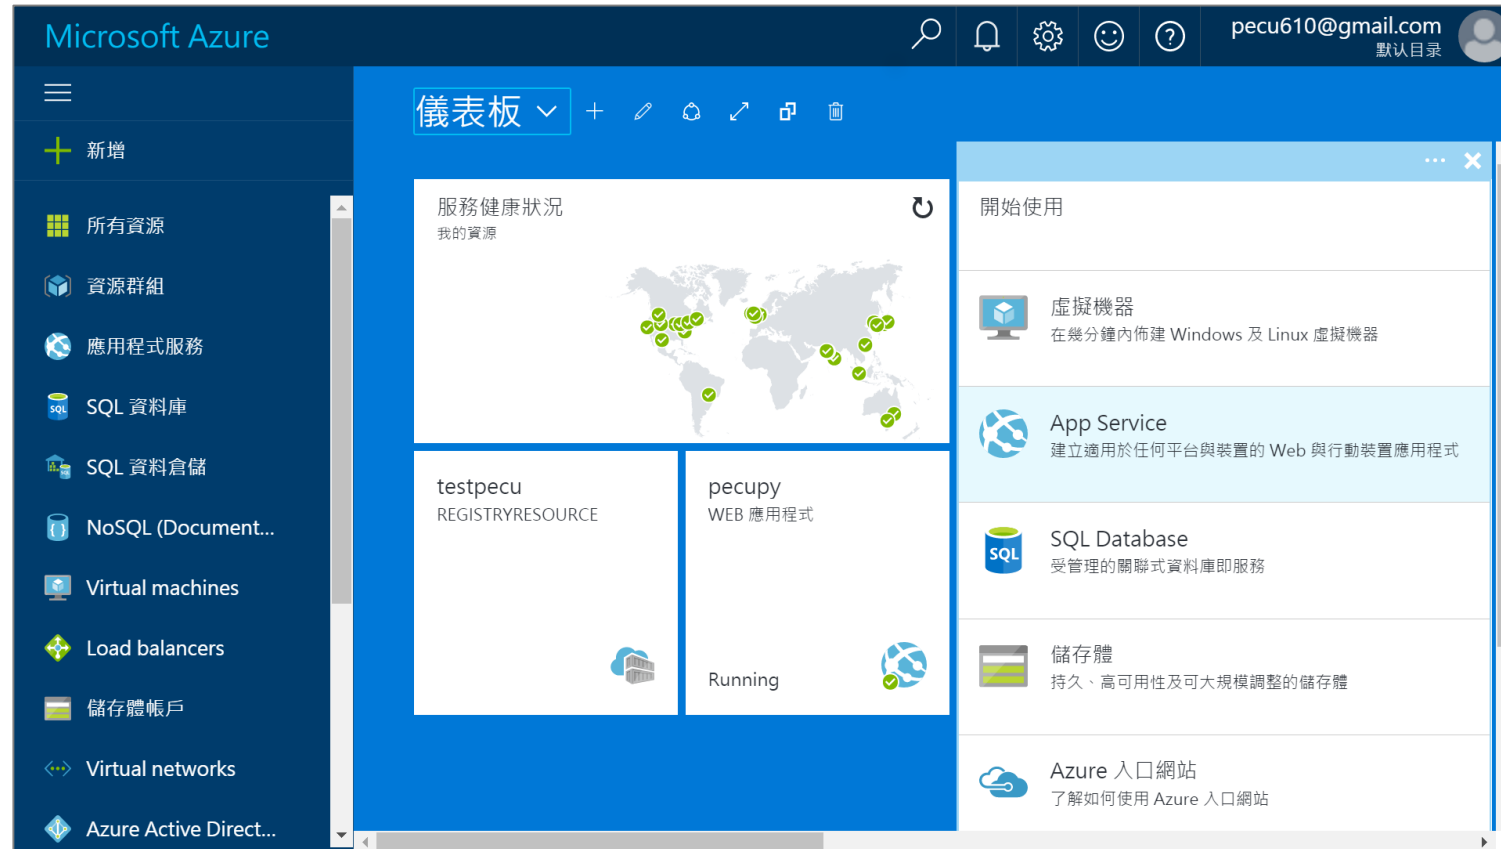 Microsoft Azure
pecu610@gmail.com
默认目录
新增
所有資源
資源群組
應用程式服務
SQL 資料庫
SQL 資料倉儲
NoSQL (Document...
Virtual machines
Load balancers
儲存體帳戶
Virtual networks
Azure Active Direct...
儀表板
服務健康狀況
我的資源
testpecu
REGISTRYRESOURCE
pecupy
WEB 應用程式
Running
開始使用
虛擬機器
在幾分鐘內佈建 Windows 及 Linux 虛擬機器
App Service
建立適用於任何平台與裝置的 Web 與行動裝置應用程式
SQL
SQL Database
受管理的關聯式資料庫即服務
儲存體
持久、高可用性及可大規模調整的儲存體
Azure 入口網站
了解如何使用 Azure 入口網站